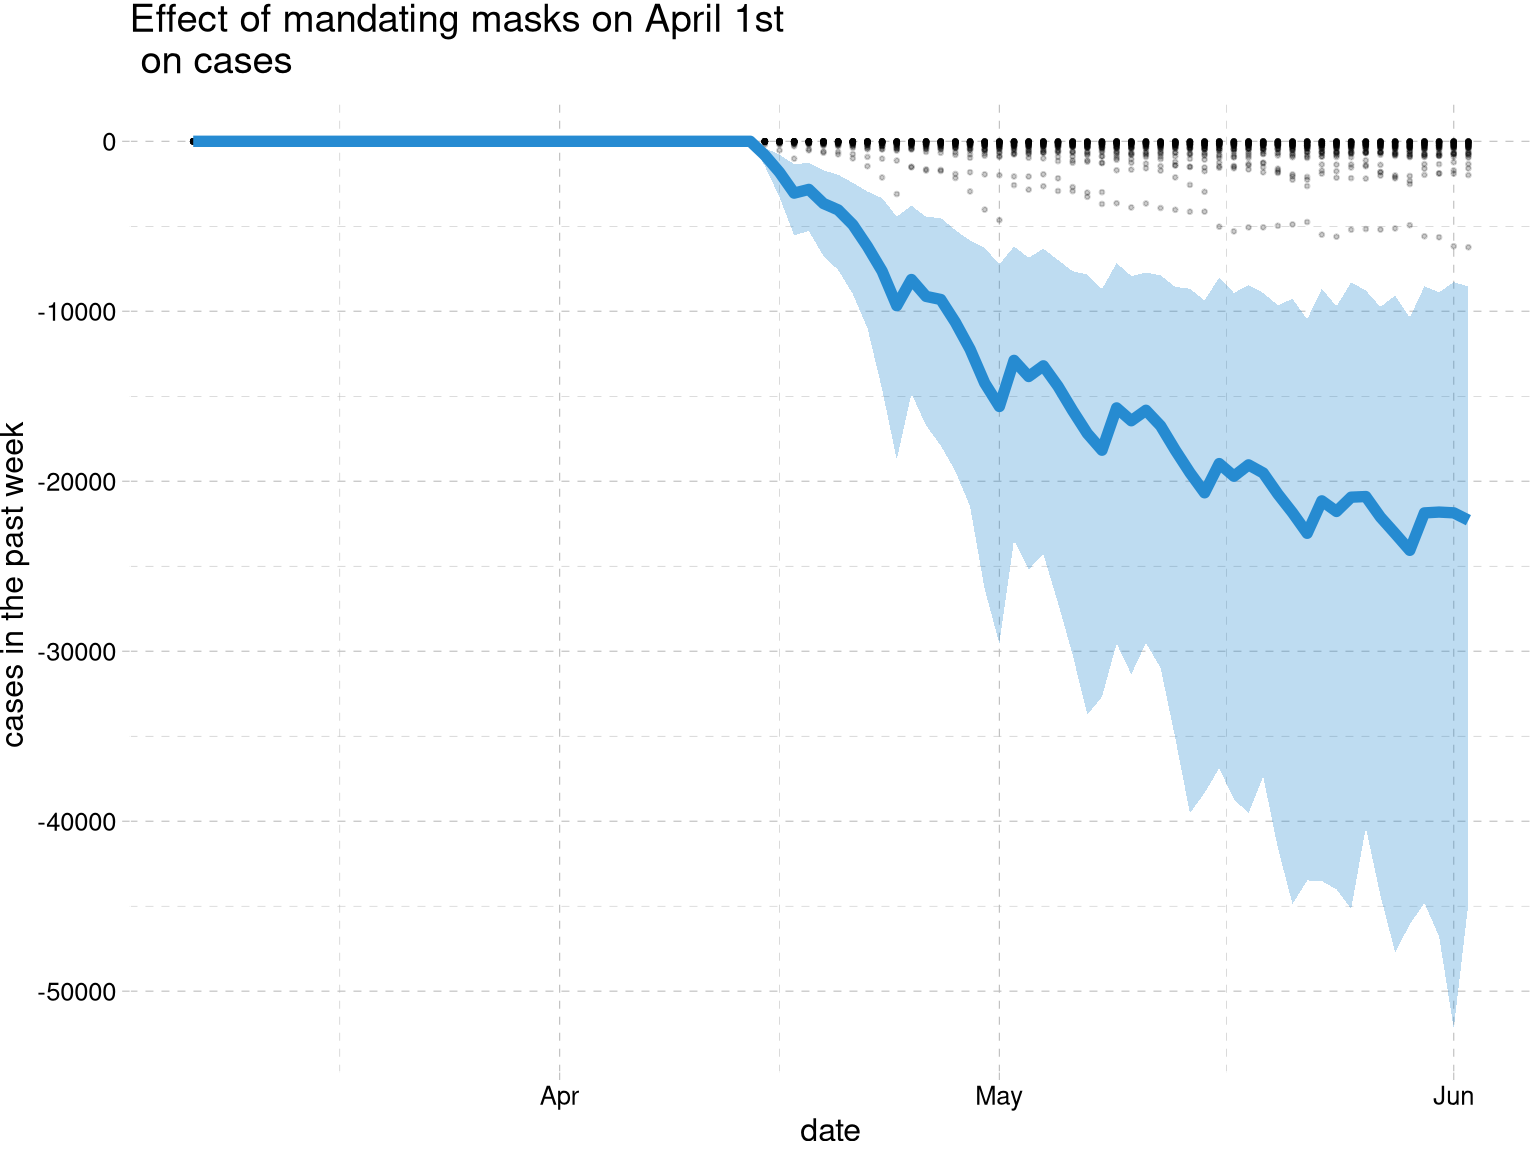 Effect of mandating masks on April 1st
on cases
cases in the past week
0
-10000
-20000
-30000
-40000
-50000
Apr
May
Jun
date